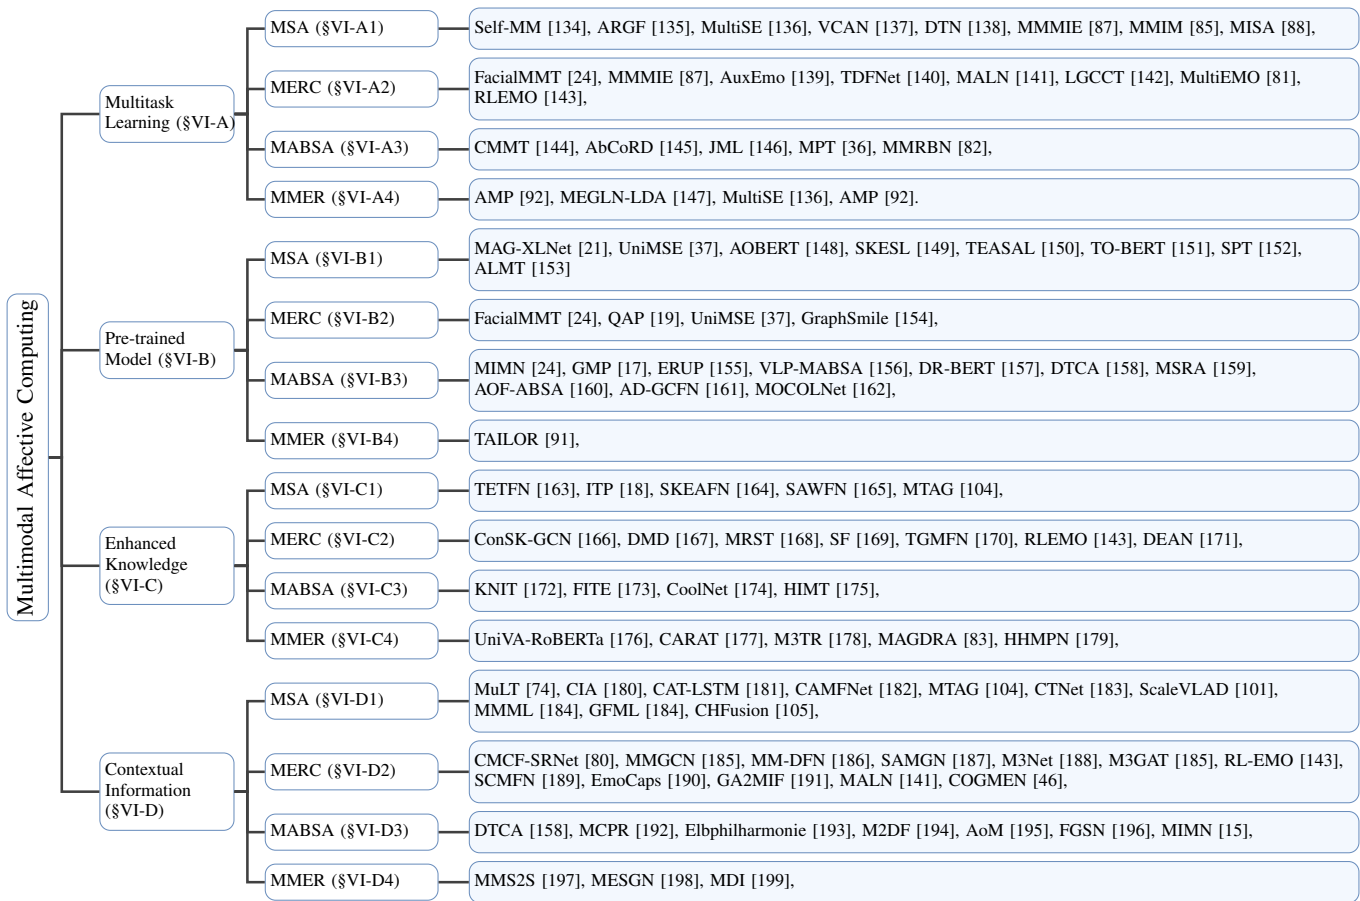 Multimodal Affective Computing
Multitask
Learning (§VI-A)
MSA (§VI-A1)
Self-MM [134], ARGF [135], MultiSE [136], VCAN [137], DTN [138], MMMIE [87], MMIM [85], MISA [88],
MERC (§VI-A2)
FacialMMT [24], MMMIE [87], AuxEmo [139], TDFNet [140], MALN [141], LGCCT [142], MultiEMO [81],
RLEMO [143],
MABSA (§VI-A3)
CMMT [144], AbCoRD [145], JML [146], MPT [36], MMRBN [82],
MMER (§VI-A4)
AMP [92], MEGLN-LDA [147], MultiSE [136], AMP [92].
Pre-trained
Model (§VI-B)
MSA (§VI-B1)
MAG-XLNet [21], UniMSE [37], AOBERT [148], SKESL [149], TEASAL [150], TO-BERT [151], SPT [152],
ALMT [153]
MERC (§VI-B2)
FacialMMT [24], QAP [19], UniMSE [37], GraphSmile [154],
MABSA (§VI-B3)
MIMN [24], GMP [17], ERUP [155], VLP-MABSA [156], DR-BERT [157], DTCA [158], MSRA [159],
AOF-ABSA [160], AD-GCFN [161], MOCOLNet [162],
MMER (§VI-B4)
TAILOR [91],
Enhanced
Knowledge
(§VI-C)
MSA (§VI-C1)
TETFN [163], ITP [18], SKEAFN [164], SAWFN [165], MTAG [104],
MERC (§VI-C2)
ConSK-GCN [166], DMD [167], MRST [168], SF [169], TGMFN [170], RLEMO [143], DEAN [171],
MABSA (§VI-C3)
KNIT [172], FITE [173], CoolNet [174], HIMT [175],
MMER (§VI-C4)
UniVA-RoBERTa [176], CARAT [177], M3TR [178], MAGDRA [83], HHMPN [179],
Contextual
Information
(§VI-D)
MSA (§VI-D1)
MuLT [74], CIA [180], CAT-LSTM [181], CAMFNet [182], MTAG [104], CTNet [183], ScaleVLAD [101],
MMML [184], GFML [184], CHFusion [105],
MERC (§VI-D2)
CMCF-SRNet [80], MMGCN [185], MM-DFN [186], SAMGN [187], M3Net [188], M3GAT [185], RL-EMO [143],
SCMFN [189], EmoCaps [190], GA2MIF [191], MALN [141], COGMEN [46],
MABSA (§VI-D3)
DTCA [158], MCPR [192], Elbphilharmonie [193], M2DF [194], AoM [195], FGSN [196], MIMN [15],
MMER (§VI-D4)
MMS2S [197], MESGN [198], MDI [199],